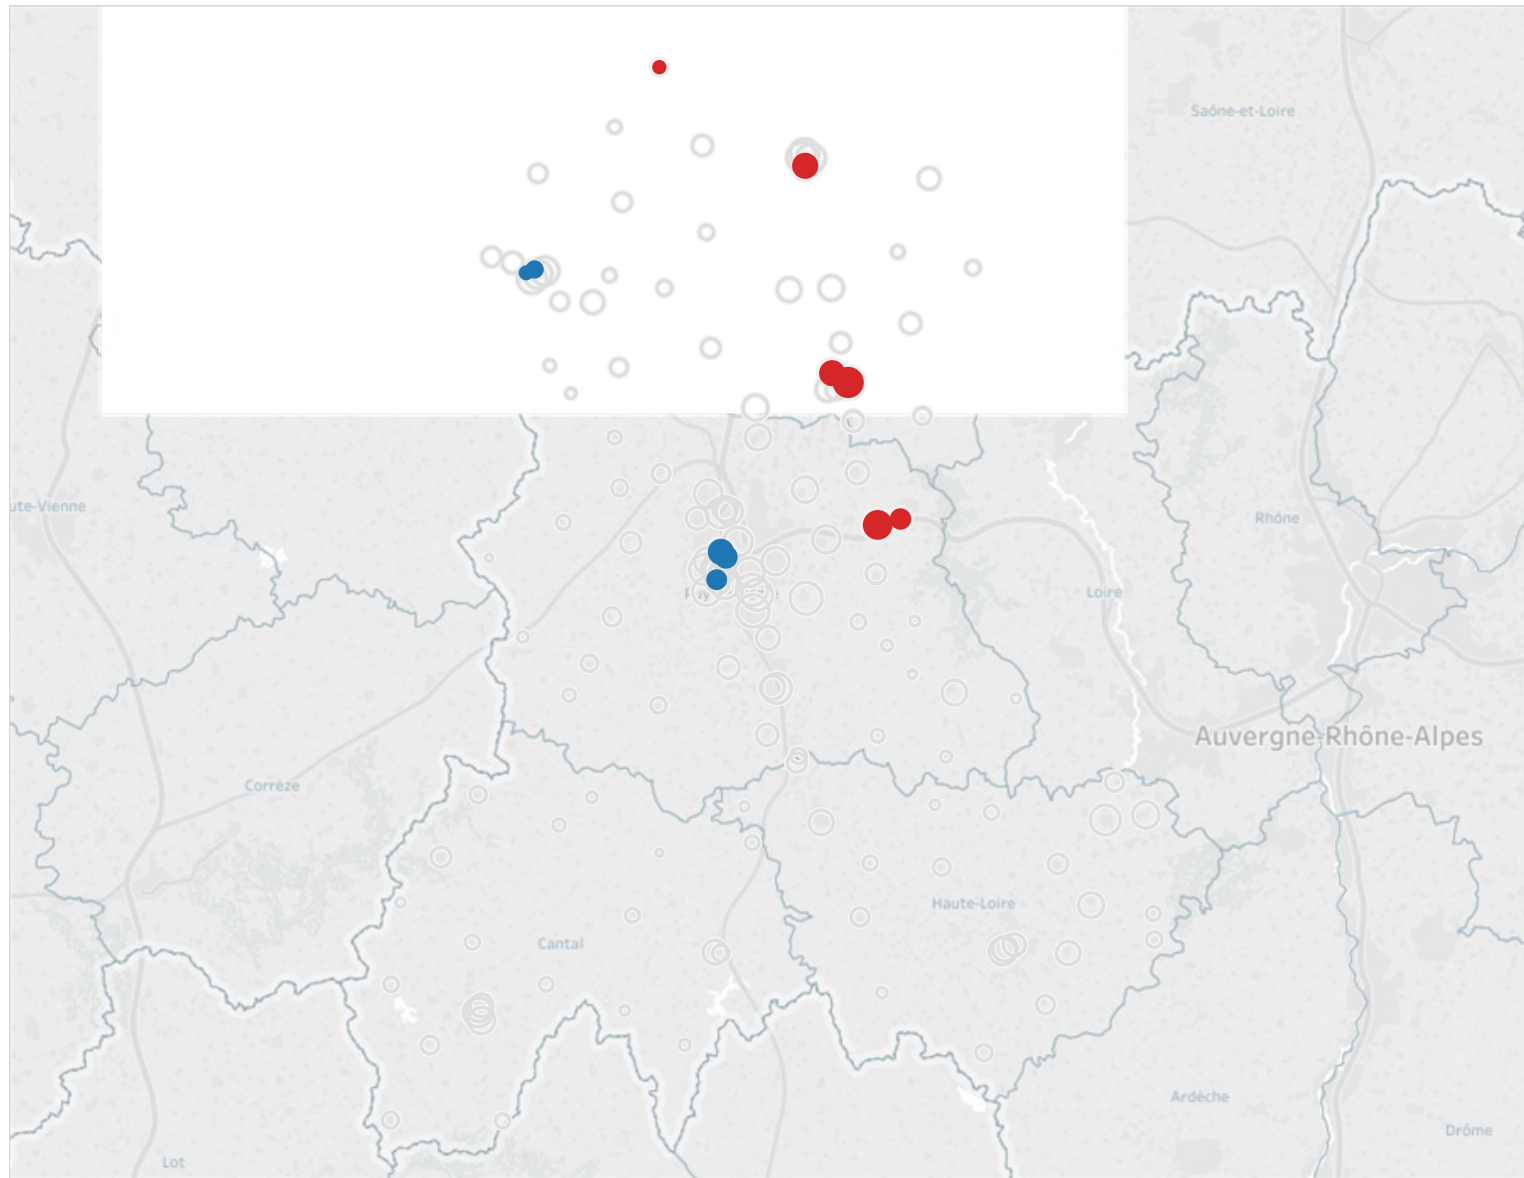 Saône-et-Loire
ute-Vienne
Rhône
Loire
Auvergne-Rhône-Alpes
Corrèze
Haute-Loire
Cantal
Ardèche
Drôme
Lot